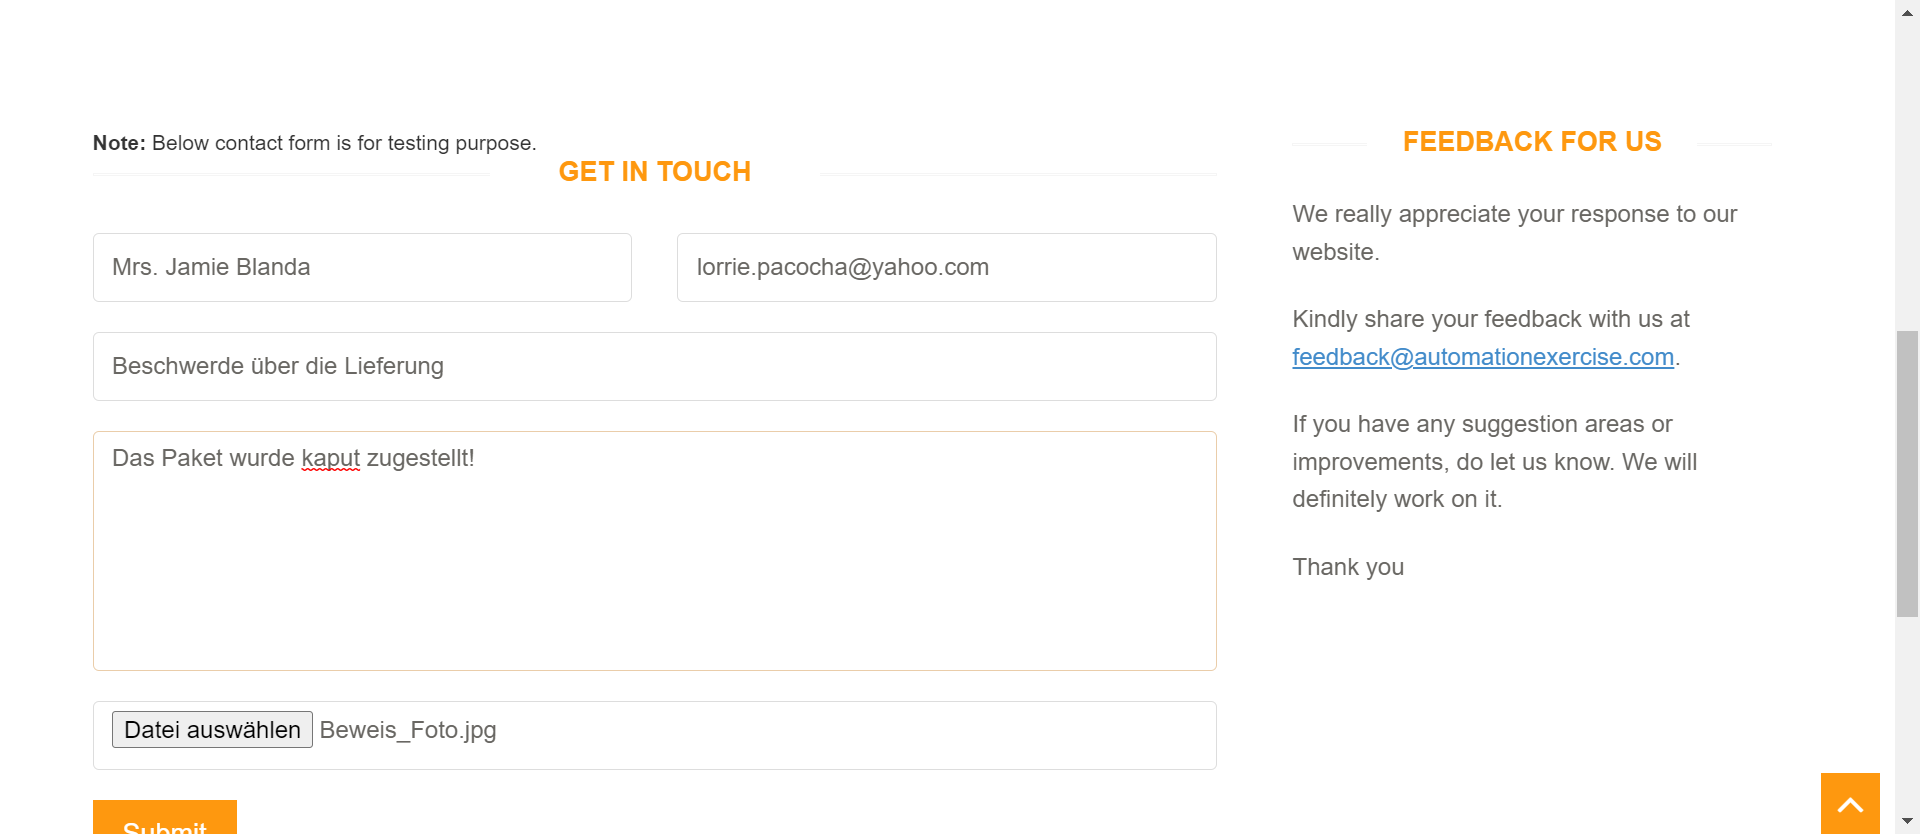 Note: Below contact form is for testing purpose.
GET IN TOUCH
Mrs. Jamie Blanda
lorrie.pacocha@yahoo.com
Beschwerde über die Lieferung
Das Paket wurde kaput zugestellt!
Datei auswählen Beweis_Foto.jpg
Submit
FEEDBACK FOR US
We really appreciate your response to our
website.
Kindly share your feedback with us at
feedback@automationexercise.com.
If you have any suggestion areas or
improvements, do let us know. We will
definitely work on it.
Thank you